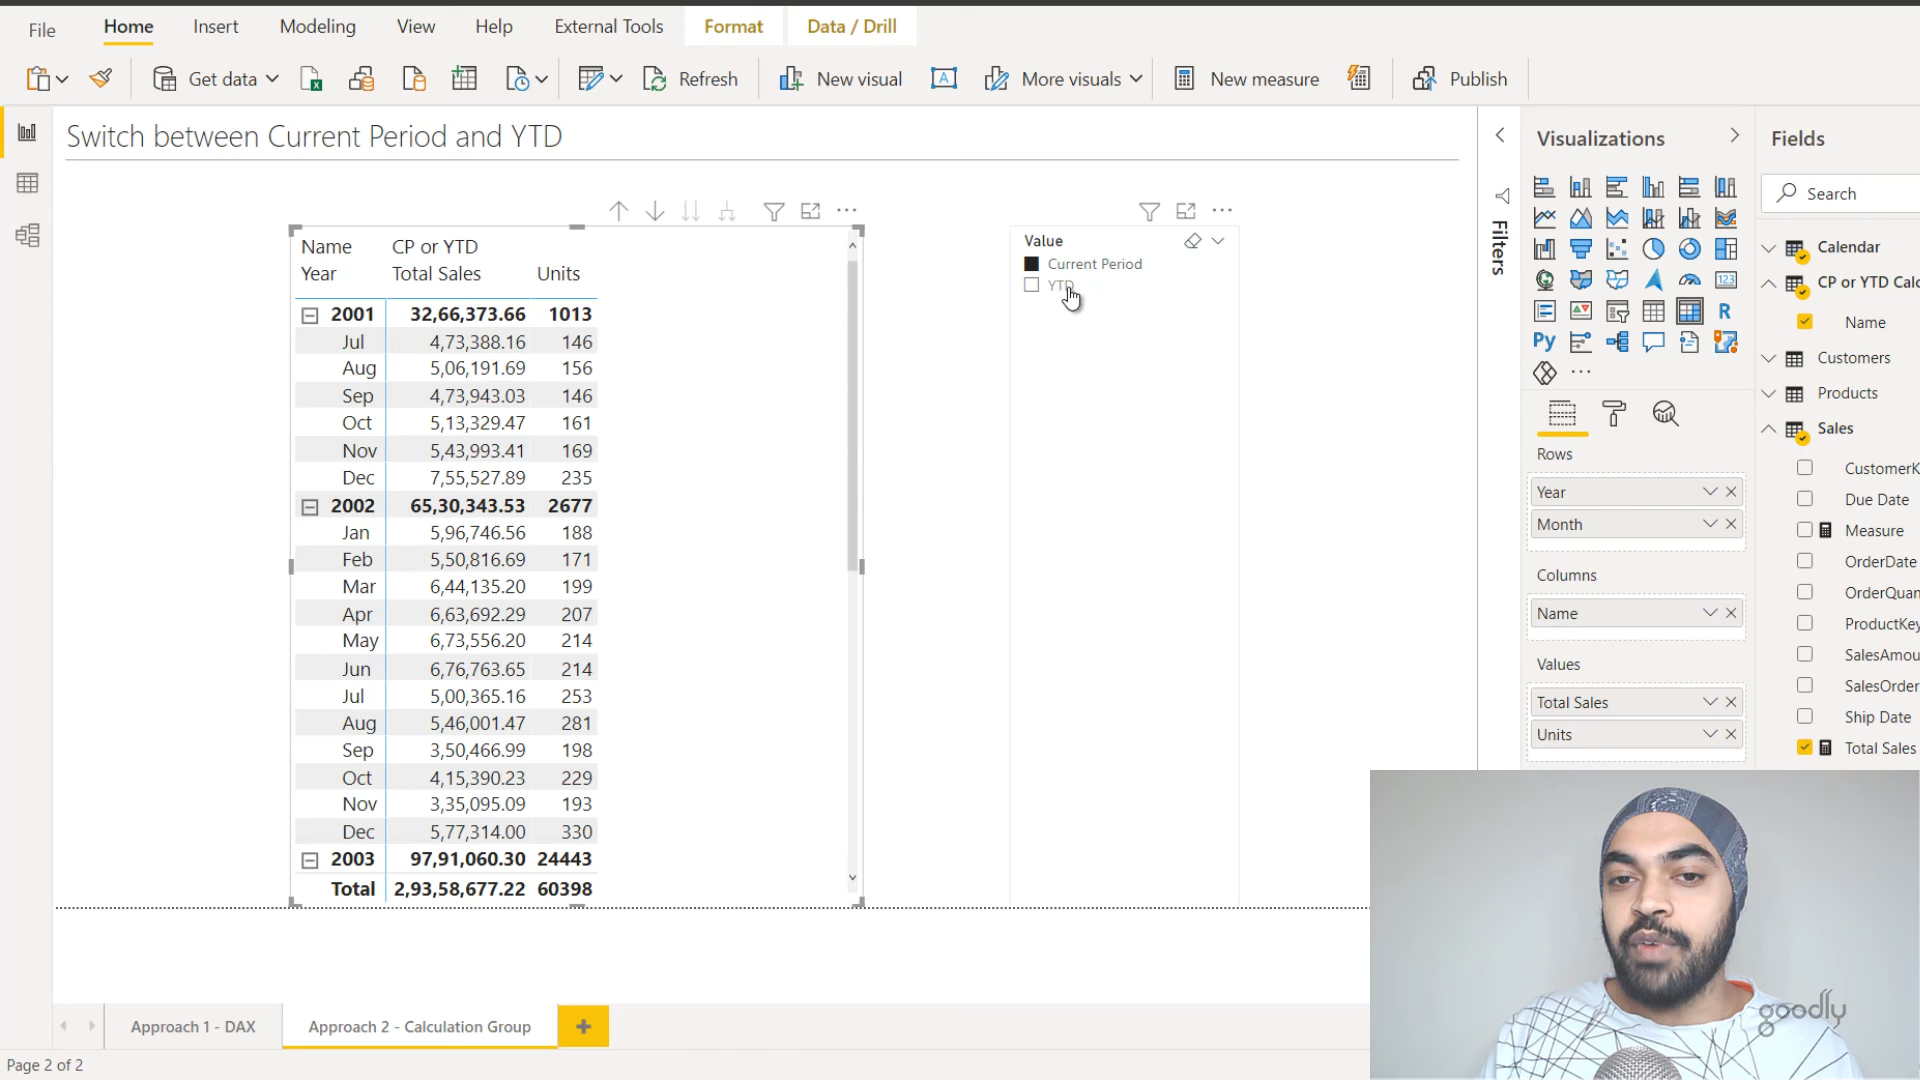 File Home Insert Modeling View Help External Tools Format Data / Drill
Get data Refresh New visual More visuals New measure Publish
Switch between Current Period and YTD
Name CP or YTD
Year Total Sales Units
2001 32,66,373.66 1013
Jul 4,73,388.16 146
Aug 5,06,191.69 156
Sep 4,73,943.03 146
Oct 5,13,329.47 161
Nov 5,43,993.41 169
Dec 7,55,527.89 235
2002 65,30,343.53 2677
Jan 5,96,746.56 188
Feb 5,50,816.69 171
Mar 6,44,135.20 199
Apr 6,63,692.29 207
May 6,73,556.20 214
Jun 6,76,763.65 214
Jul 5,00,365.16 253
Aug 5,46,001.47 281
Sep 3,50,466.99 198
Oct 4,15,390.23 229
Nov 3,35,095.09 193
Dec 5,77,314.00 330
2003 97,91,060.30 24443
Total 2,93,58,677.22 60398
Value
Current Period
YTD
Filters
Visualizations
R
Py
123
Rows
Year
Month
Columns
Name
Values
Total Sales
Units
Fields
Search
Calendar
CP or YTD Calc
Name
Customers
Products
Sales
CustomerK
Due Date
Measure
OrderDate
OrderQuan
ProductKey
SalesAmou
SalesOrder
Ship Date
Total Sales
goodly
Approach 1 - DAX Approach 2 - Calculation Group
Page 2 of 2